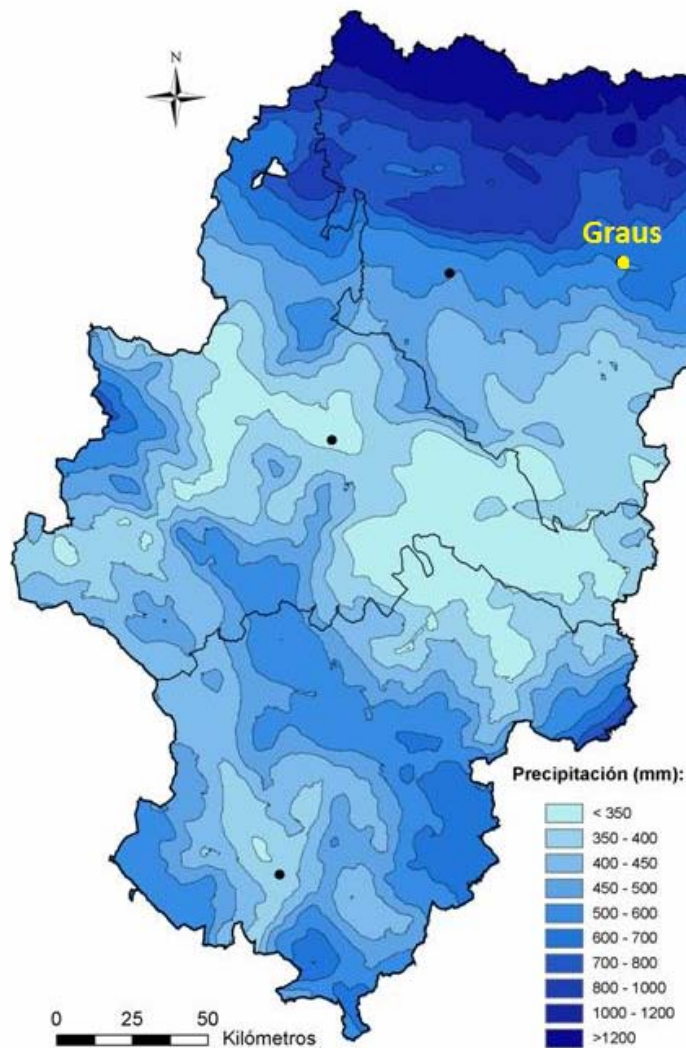 N
Graus
Precipitación (mm):
< 350
350 - 400
400 - 450
450 - 500
500 - 600
600 - 700
700 - 800
800 - 1000
1000 - 1200
>1200
0 25 50 Kilómetros